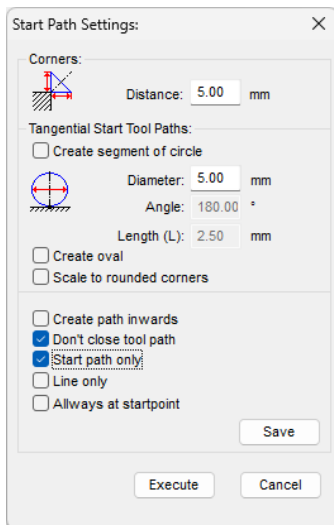 Start Path Settings:
Corners:
Distance: 5.00 mm
Tangential Start Tool Paths:
Create segment of circle
Diameter: 5.00 mm
Angle: 180.00 °
Length (L): 2.50 mm
Create oval
Scale to rounded corners
Create path inwards
Don't close tool path
Start path only
Line only
Allways at startpoint
Save
Execute Cancel